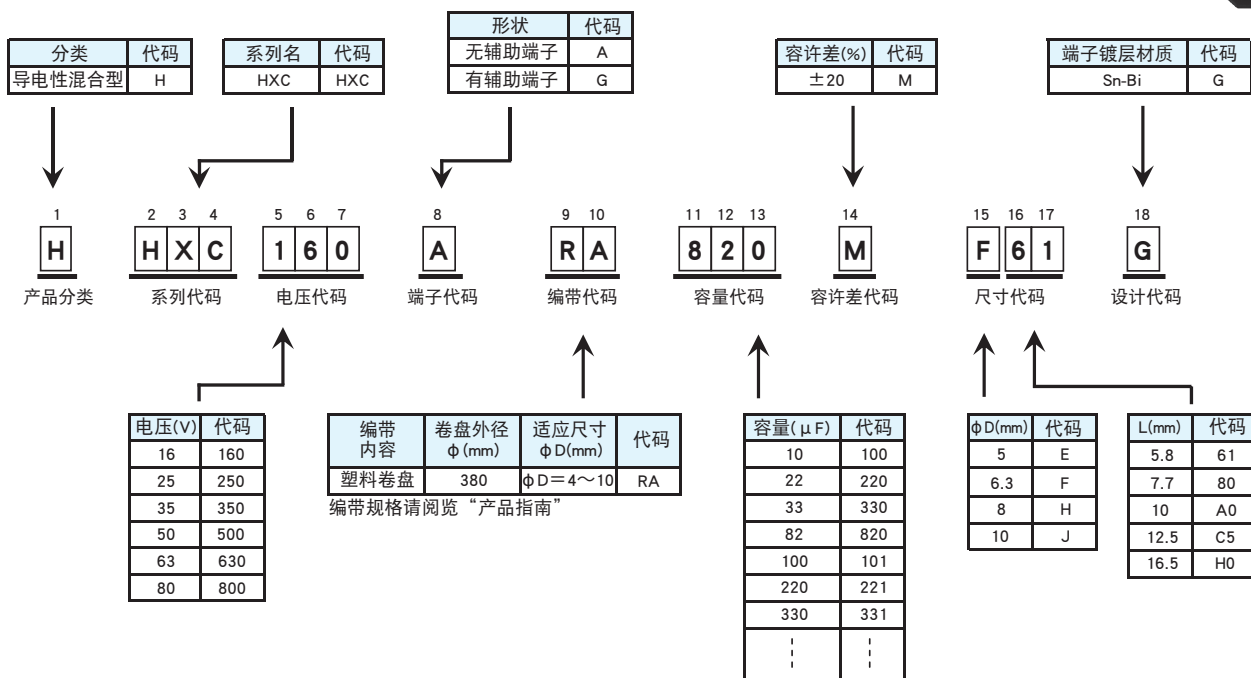 分类 代码
导电性混合型 H
系列名 代码
HXC HXC
形状 代码
无辅助端子 A
有辅助端子 G
容许差(%) 代码
±20 M
端子镀层材质 代码
Sn-Bi G
1 2 3 4 5 6 7 8 9 10 11 12 13 14 15 16 17 18
H H X C 1 6 0 A R A 8 2 0 M F 6 1 G
产品分类 系列代码 电压代码 端子代码 编带代码 容量代码 容许差代码 尺寸代码 设计代码
电压(V) 代码
16 160
25 250
35 350
50 500
63 630
80 800
编带内容 卷盘外径φ(mm) 适应尺寸φD(mm) 代码
塑料卷盘 380 φD=4～10 RA
编带规格请阅览“产品指南”
容量(μF) 代码
10 100
22 220
33 330
82 820
100 101
220 221
330 331
φD(mm) 代码
5 E
6.3 F
8 H
10 J
L(mm) 代码
5.8 61
7.7 80
10 A0
12.5 C5
16.5 H0